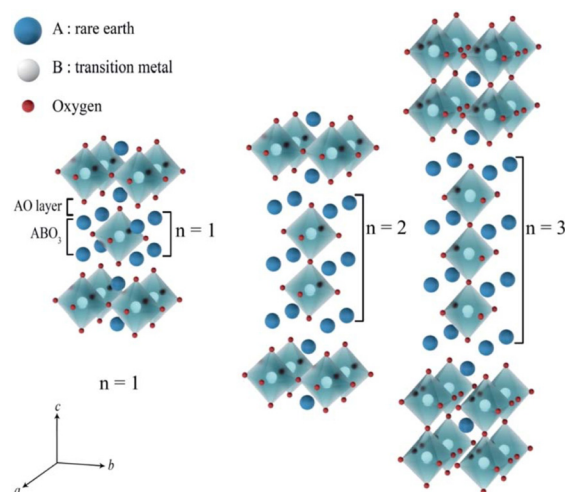 A : rare earth
B : transition metal
Oxygen
AO layer
ABO₃
n = 1
n = 2
n = 3
n = 1
c
b
a